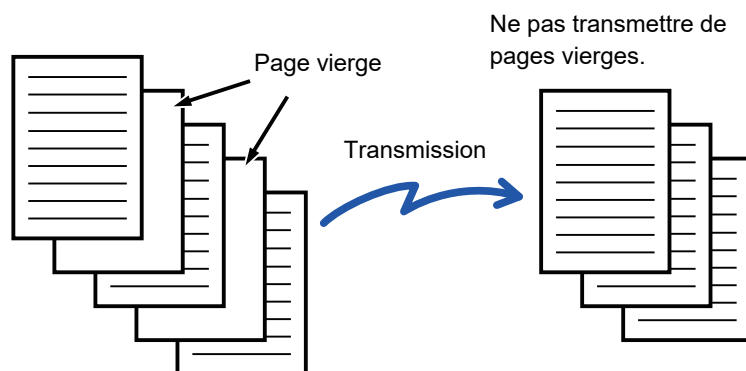 Ne pas transmettre de
pages vierges.
Page vierge
Transmission